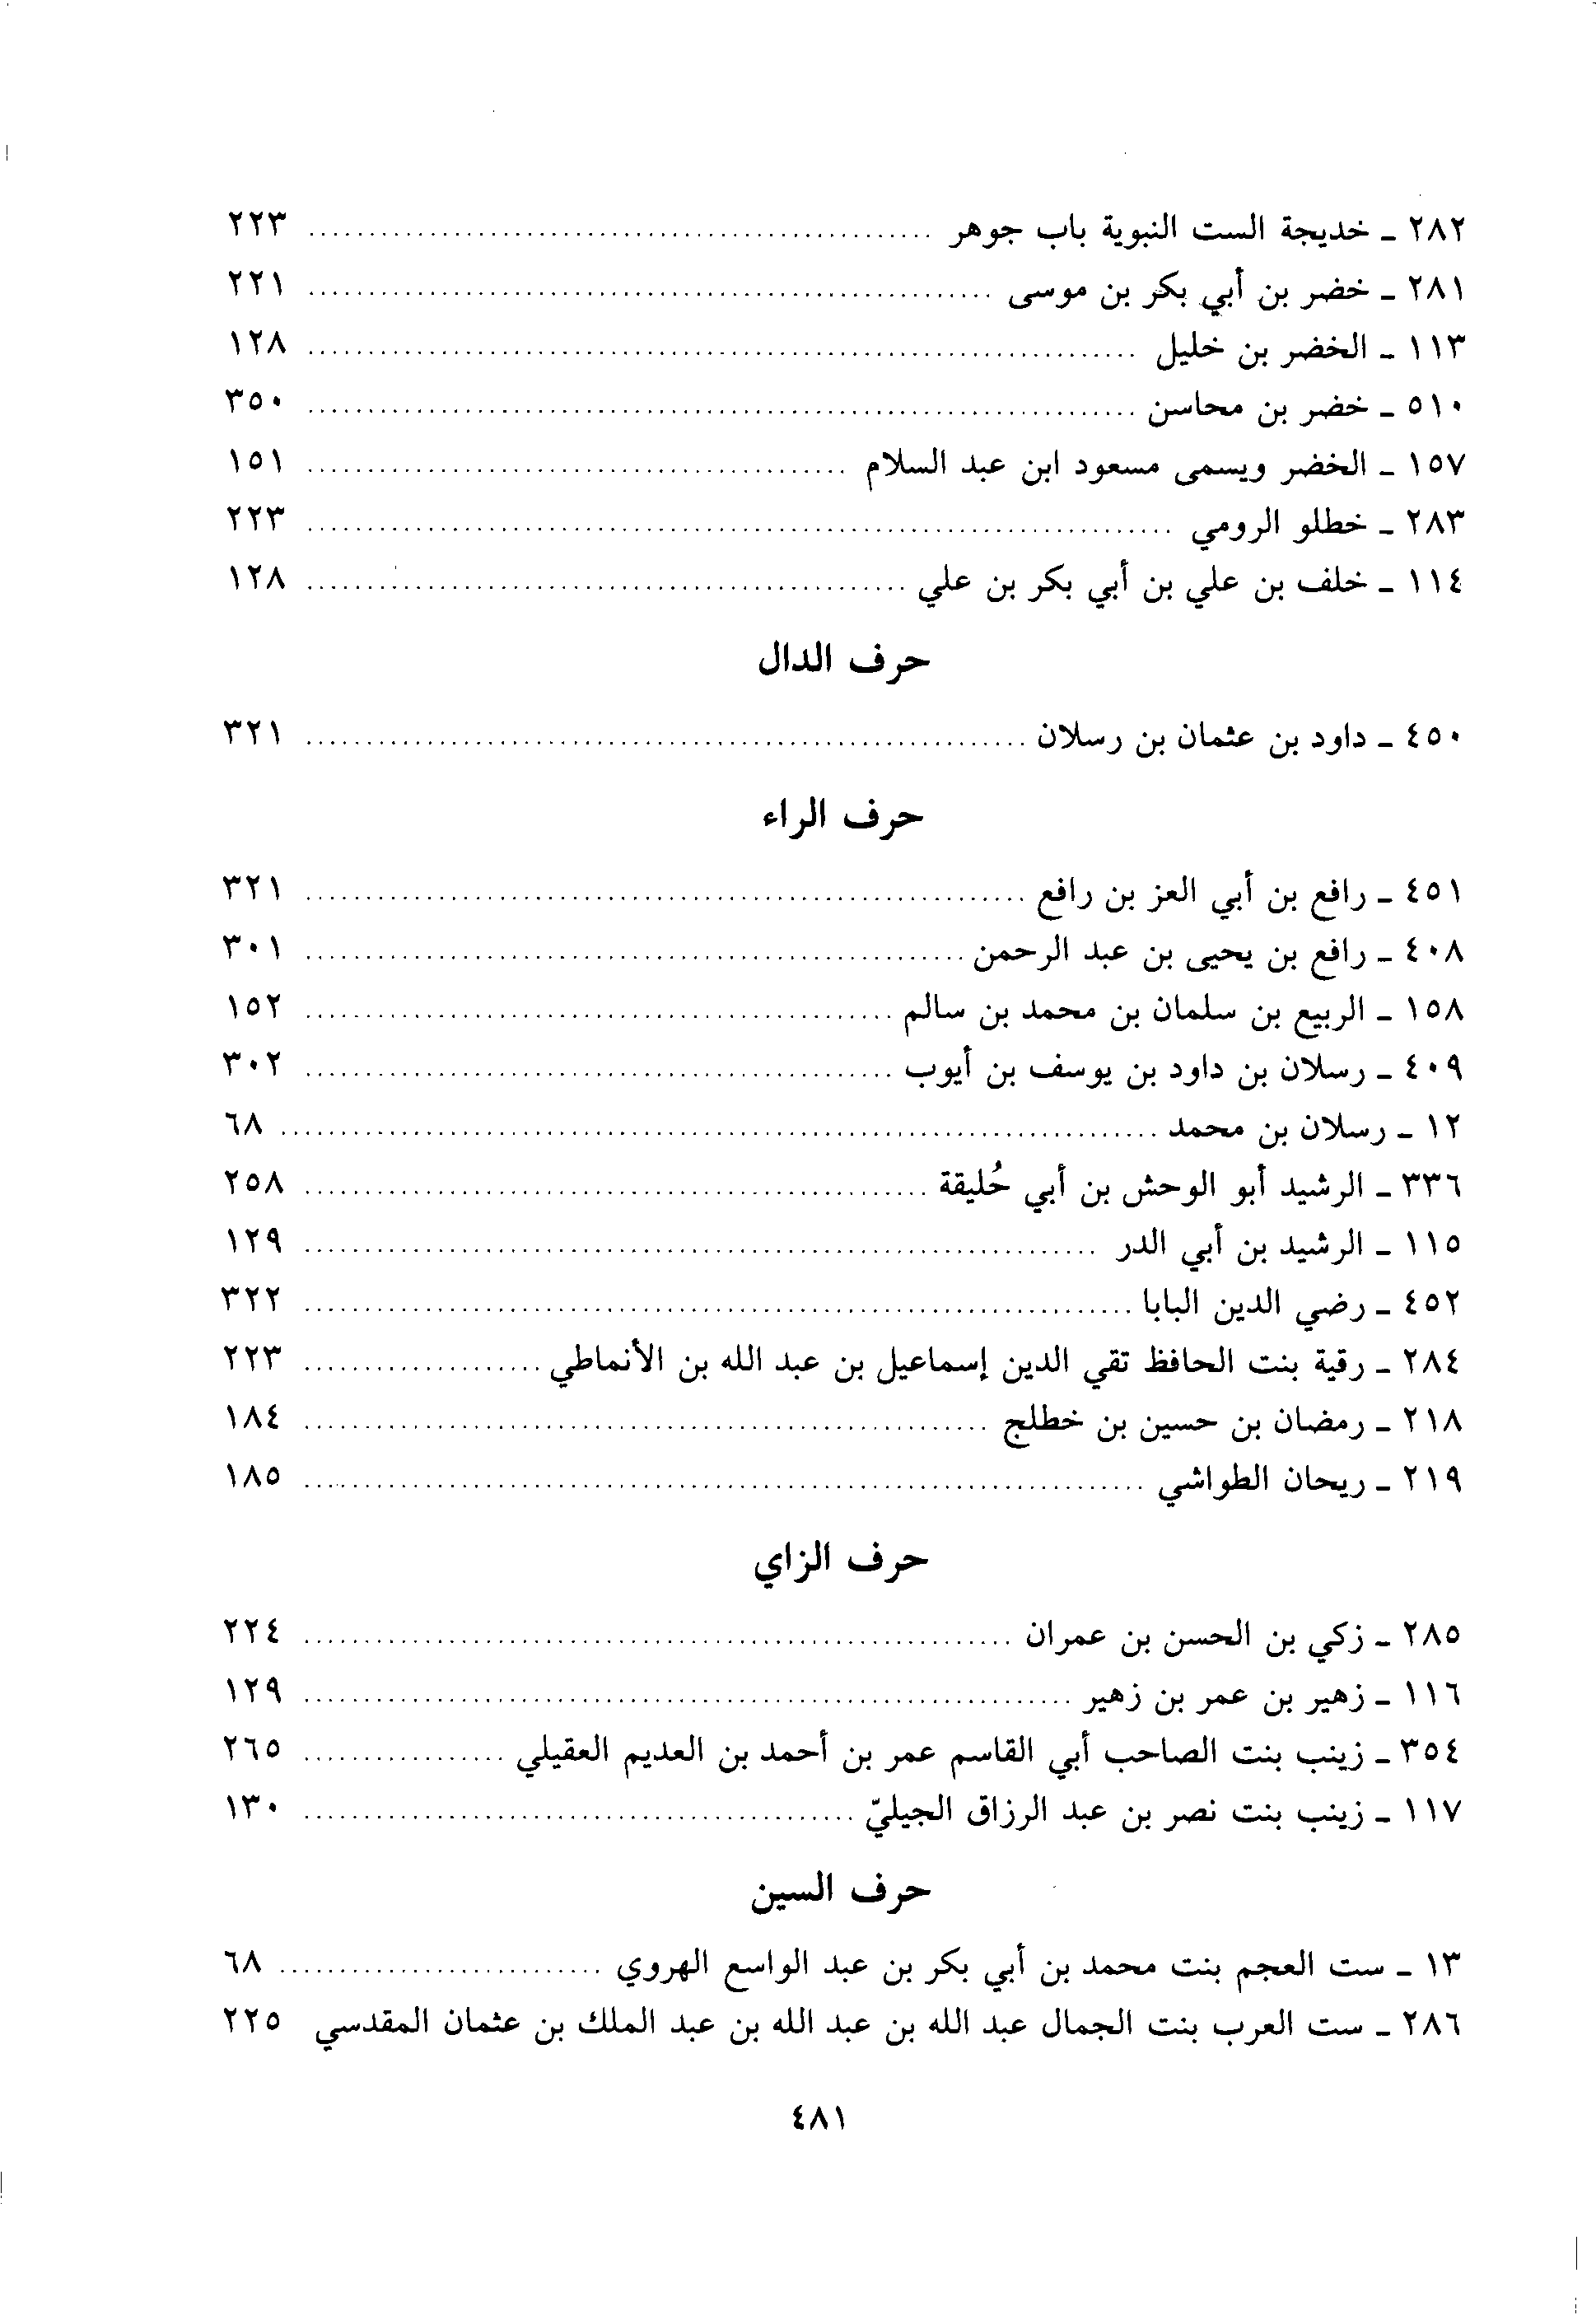 ٢٨٢ ـ خديجة الست النبوية باب جوهر ........ ٢٢٣
٢٨١ ـ خضر بن أبي بكر بن موسى ........ ٢٢١
١١٣ ـ الخضر بن خليل ........ ١٢٨
٥١٠ ـ خضر بن محاسن ........ ٣٥٠
١٥٧ ـ الخضر ويسمى مسعود ابن عبد السلام ........ ١٥١
٢٨٣ ـ خطلو الرومي ........ ٢٢٣
١١٤ ـ خلف بن علي بن أبي بكر بن علي ........ ١٢٨
حرف الدال
٤٥٠ ـ داود بن عثمان بن رسلان ........ ٣٢١
حرف الراء
٤٥١ ـ رافع بن أبي العز بن رافع ........ ٣٢١
٤٠٨ ـ رافع بن يحيى بن عبد الرحمن ........ ٣٠١
١٥٨ ـ الربيع بن سلمان بن محمد بن سالم ........ ١٥٢
٤٠٩ ـ رسلان بن داود بن يوسف بن أيوب ........ ٣٠٢
١٢ ـ رسلان بن محمد ........ ٦٨
٣٣٦ ـ الرشيد أبو الوحش بن أبي حُليقة ........ ٢٥٨
١١٥ ـ الرشيد بن أبي الدر ........ ١٢٩
٤٥٢ ـ رضي الدين البابا ........ ٣٢٢
٢٨٤ ـ رقية بنت الحافظ تقي الدين إسماعيل بن عبد الله بن الأنماطي ........ ٢٢٣
٢١٨ ـ رمضان بن حسين بن خطلج ........ ١٨٤
٢١٩ ـ ريحان الطواشي ........ ١٨٥
حرف الزاي
٢٨٥ ـ زكي بن الحسن بن عمران ........ ٢٢٤
١١٦ ـ زهير بن عمر بن زهير ........ ١٢٩
٣٥٤ ـ زينب بنت الصاحب أبي القاسم عمر بن أحمد بن العديم العقيلي ........ ٢٦٥
١١٧ ـ زينب بنت نصر بن عبد الرزاق الجيليّ ........ ١٣٠
حرف السين
١٣ ـ ست العجم بنت محمد بن أبي بكر بن عبد الواسع الهروي ........ ٦٨
٢٨٦ ـ ست العرب بنت الجمال عبد الله بن عبد الله بن عبد الملك بن عثمان المقدسي ٢٢٥
٤٨١